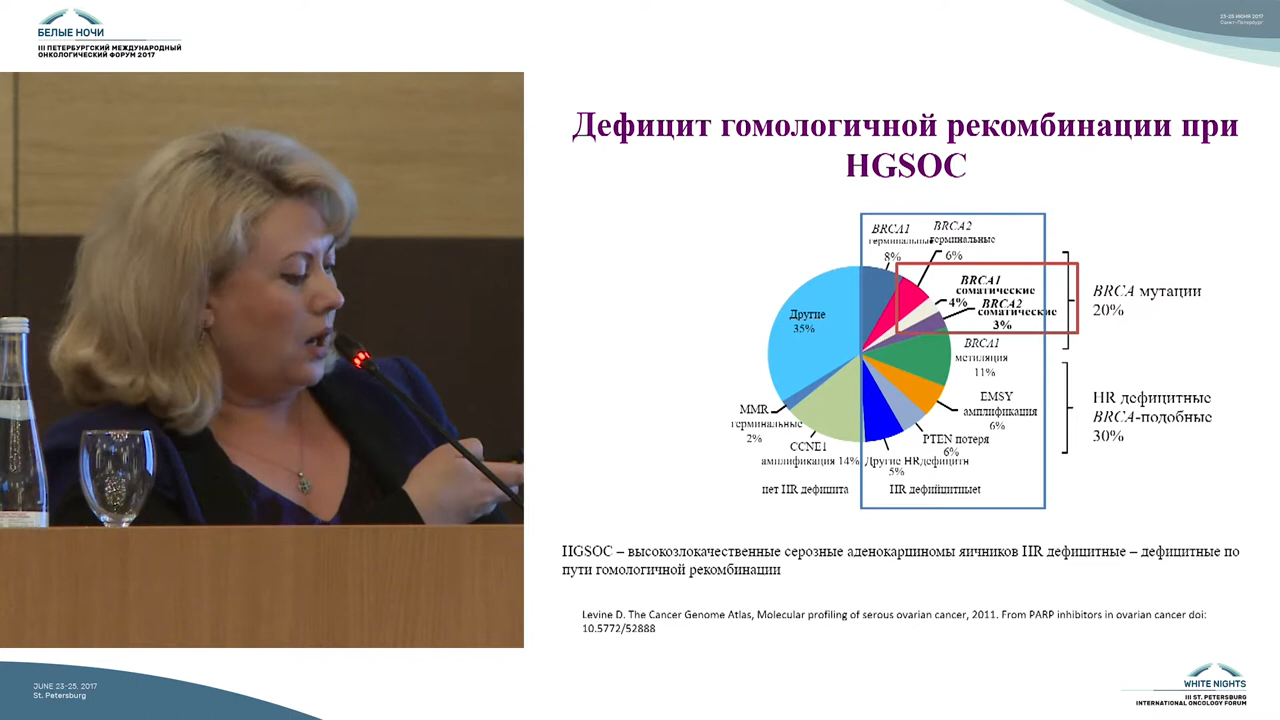 БЕЛЫЕ НОЧИ
III ПЕТЕРБУРГСКИЙ МЕЖДУНАРОДНЫЙ
ОНКОЛОГИЧЕСКИЙ ФОРУМ 2017
23-25 ИЮНЯ 2017
Санкт-Петербург
Дефицит гомологичной рекомбинации при
HGSOC
BRCA1
герминальные
8%
BRCA2
герминальные
6%
BRCA1
соматические
4%
BRCA2
соматические
3%
BRCA мутации
20%
Другие
35%
BRCA1
метиляция
11%
EMSY
амплификация
6%
HR дефицитные
BRCA-подобные
30%
MMR
герминальные
2%
CCNE1
амплификация 14%
PTEN потеря
6%
Другие HRдефицитн
5%
нет HR дефицита
HR дефийцитныеt
HGSOC – высокозлокачественные серозные аденокарциномы яичников HR дефицитные – дефицитные по
пути гомологичной рекомбинации
Levine D. The Cancer Genome Atlas, Molecular profiling of serous ovarian cancer, 2011. From PARP inhibitors in ovarian cancer doi:
10.5772/52888
JUNE 23-25, 2017
St. Petersburg
WHITE NIGHTS
III ST. PETERSBURG
INTERNATIONAL ONCOLOGY FORUM